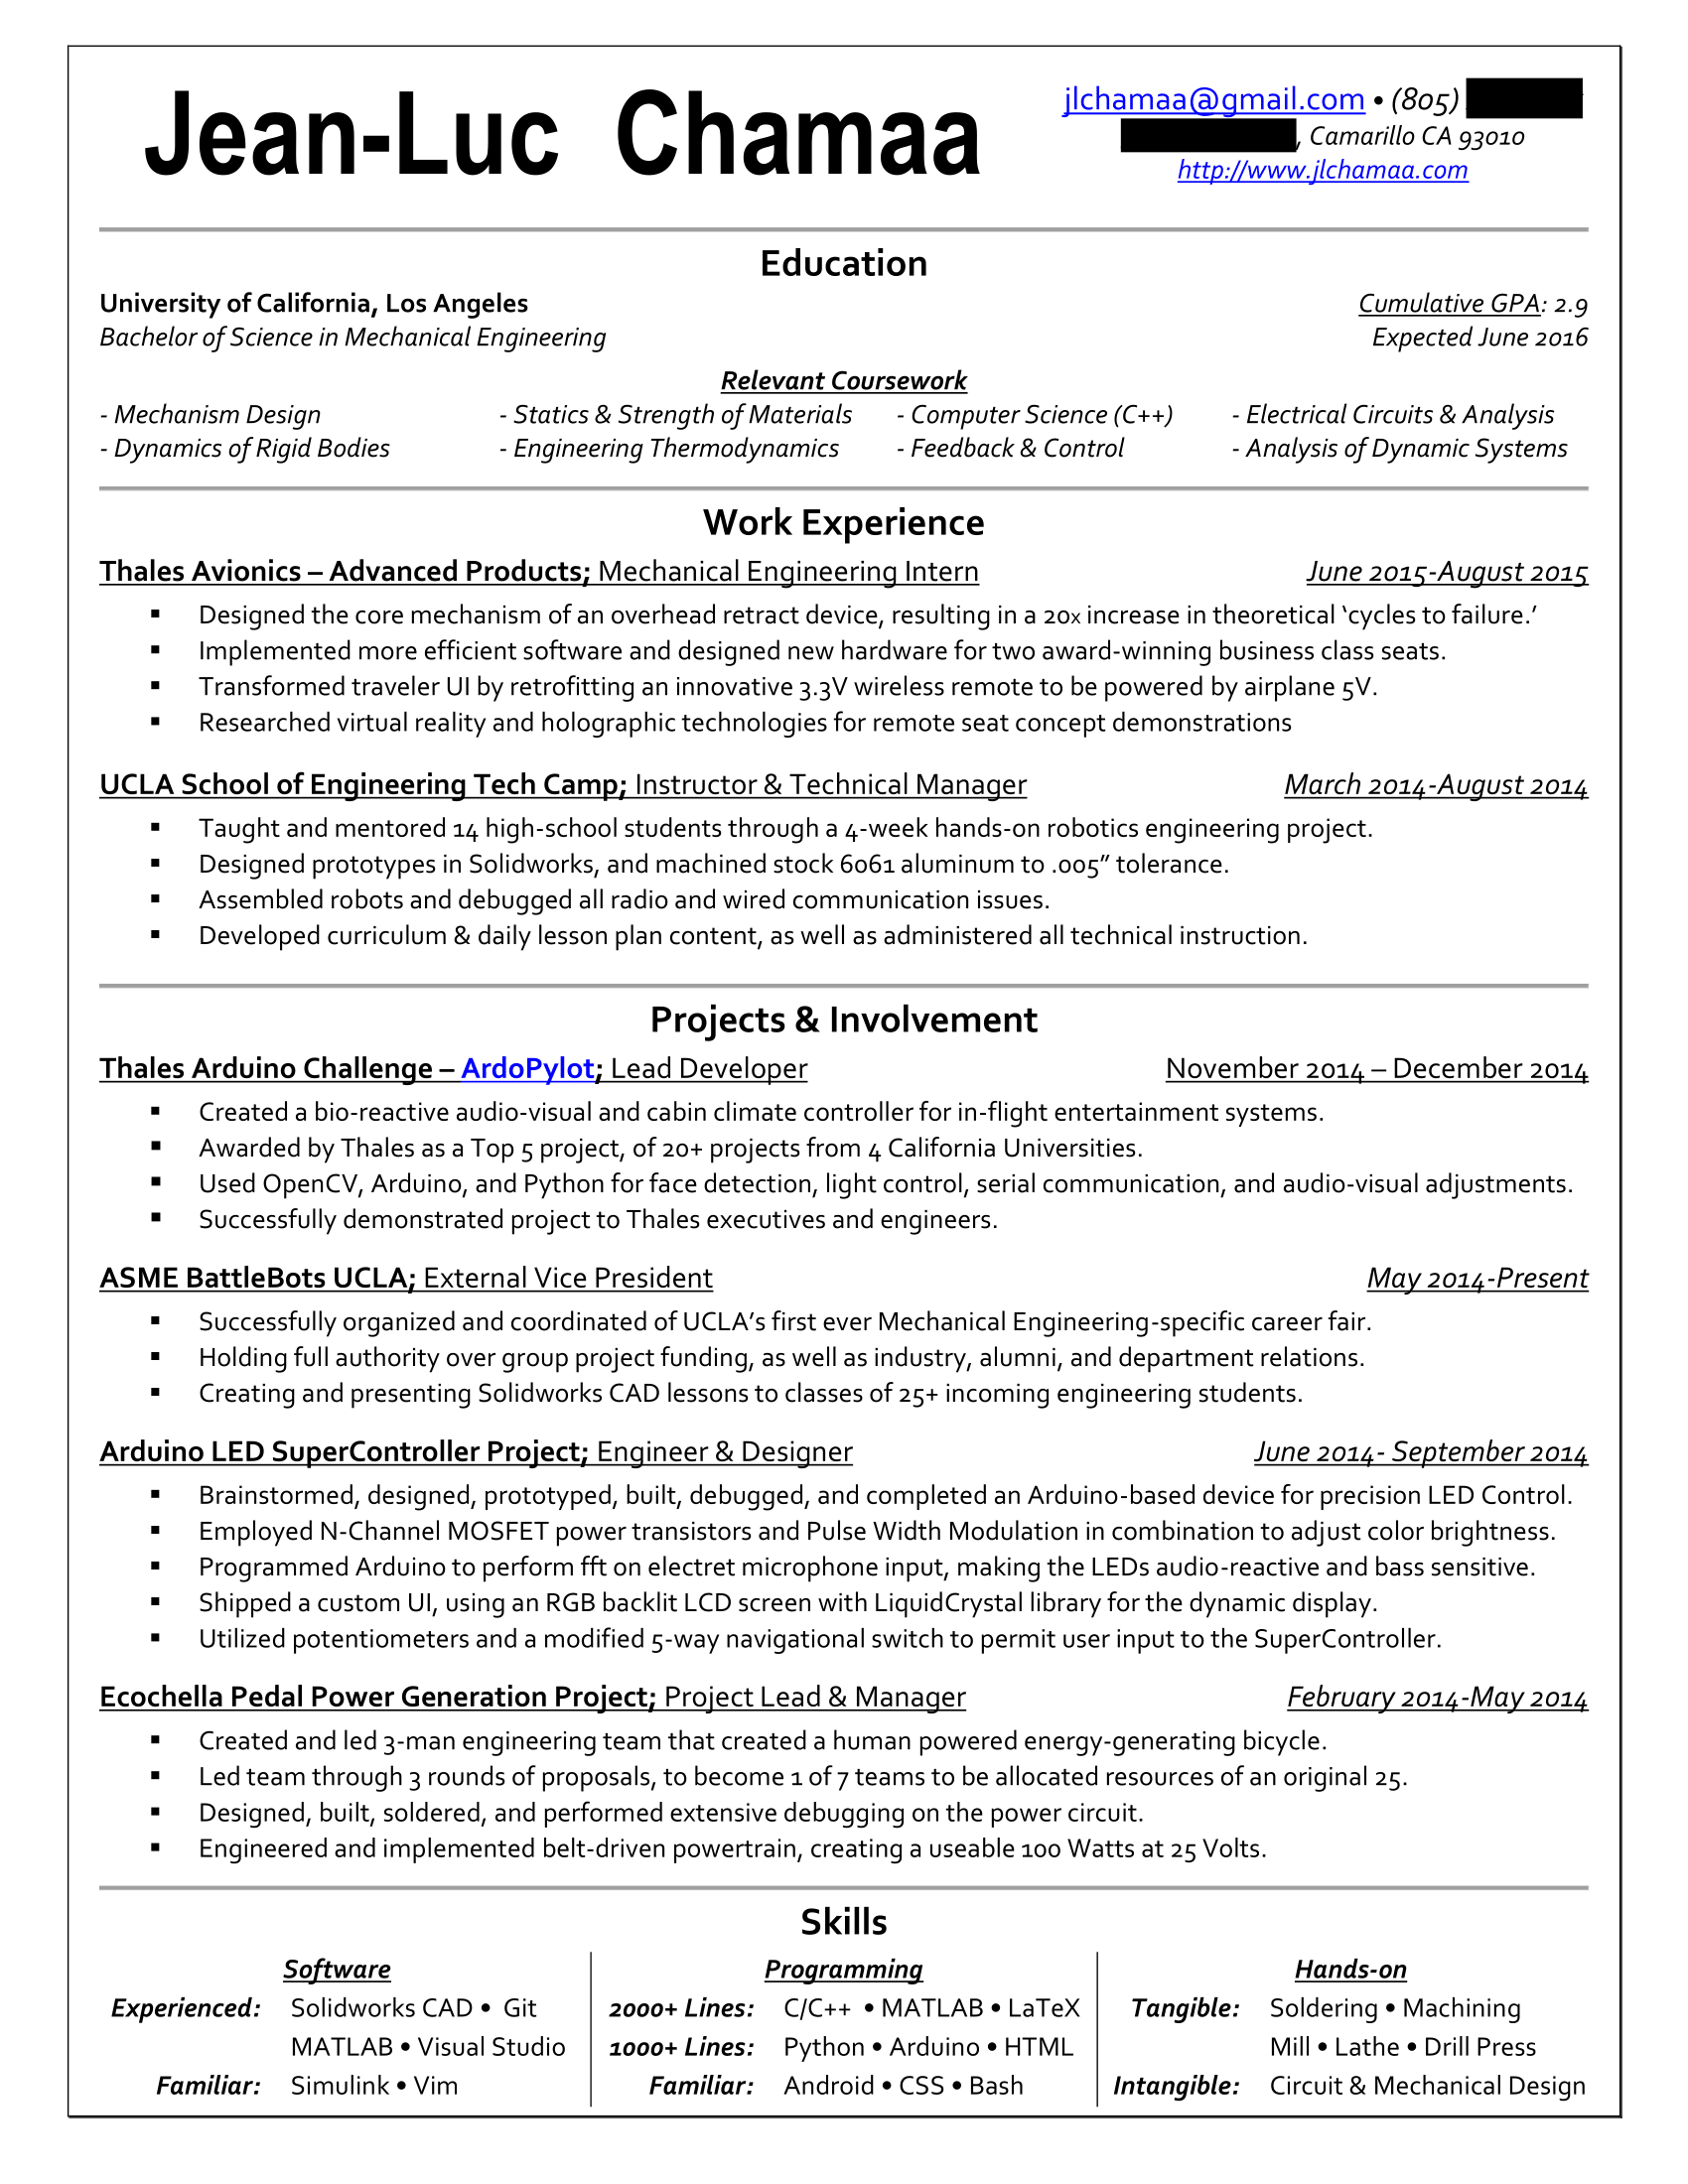 Jean-Luc Chamaa
jlchamaa@gmail.com • (805)
, Camarillo CA 93010
http://www.jlchamaa.com
Education
University of California, Los Angeles Cumulative GPA: 2.9
Bachelor of Science in Mechanical Engineering Expected June 2016
Relevant Coursework
- Mechanism Design - Statics & Strength of Materials - Computer Science (C++) - Electrical Circuits & Analysis
- Dynamics of Rigid Bodies - Engineering Thermodynamics - Feedback & Control - Analysis of Dynamic Systems
Work Experience
Thales Avionics – Advanced Products; Mechanical Engineering Intern June 2015-August 2015
▪ Designed the core mechanism of an overhead retract device, resulting in a 20x increase in theoretical ‘cycles to failure.’
▪ Implemented more efficient software and designed new hardware for two award-winning business class seats.
▪ Transformed traveler UI by retrofitting an innovative 3.3V wireless remote to be powered by airplane 5V.
▪ Researched virtual reality and holographic technologies for remote seat concept demonstrations
UCLA School of Engineering Tech Camp; Instructor & Technical Manager March 2014-August 2014
▪ Taught and mentored 14 high-school students through a 4-week hands-on robotics engineering project.
▪ Designed prototypes in Solidworks, and machined stock 6061 aluminum to .005” tolerance.
▪ Assembled robots and debugged all radio and wired communication issues.
▪ Developed curriculum & daily lesson plan content, as well as administered all technical instruction.
Projects & Involvement
Thales Arduino Challenge – ArdoPylot; Lead Developer November 2014 – December 2014
▪ Created a bio-reactive audio-visual and cabin climate controller for in-flight entertainment systems.
▪ Awarded by Thales as a Top 5 project, of 20+ projects from 4 California Universities.
▪ Used OpenCV, Arduino, and Python for face detection, light control, serial communication, and audio-visual adjustments.
▪ Successfully demonstrated project to Thales executives and engineers.
ASME BattleBots UCLA; External Vice President May 2014-Present
▪ Successfully organized and coordinated of UCLA’s first ever Mechanical Engineering-specific career fair.
▪ Holding full authority over group project funding, as well as industry, alumni, and department relations.
▪ Creating and presenting Solidworks CAD lessons to classes of 25+ incoming engineering students.
Arduino LED SuperController Project; Engineer & Designer June 2014- September 2014
▪ Brainstormed, designed, prototyped, built, debugged, and completed an Arduino-based device for precision LED Control.
▪ Employed N-Channel MOSFET power transistors and Pulse Width Modulation in combination to adjust color brightness.
▪ Programmed Arduino to perform fft on electret microphone input, making the LEDs audio-reactive and bass sensitive.
▪ Shipped a custom UI, using an RGB backlit LCD screen with LiquidCrystal library for the dynamic display.
▪ Utilized potentiometers and a modified 5-way navigational switch to permit user input to the SuperController.
Ecochella Pedal Power Generation Project; Project Lead & Manager February 2014-May 2014
▪ Created and led 3-man engineering team that created a human powered energy-generating bicycle.
▪ Led team through 3 rounds of proposals, to become 1 of 7 teams to be allocated resources of an original 25.
▪ Designed, built, soldered, and performed extensive debugging on the power circuit.
▪ Engineered and implemented belt-driven powertrain, creating a useable 100 Watts at 25 Volts.
Skills
Software Programming Hands-on
Experienced: Solidworks CAD • Git 2000+ Lines: C/C++ • MATLAB • LaTeX Tangible: Soldering • Machining
MATLAB • Visual Studio 1000+ Lines: Python • Arduino • HTML Mill • Lathe • Drill Press
Familiar: Simulink • Vim Familiar: Android • CSS • Bash Intangible: Circuit & Mechanical Design